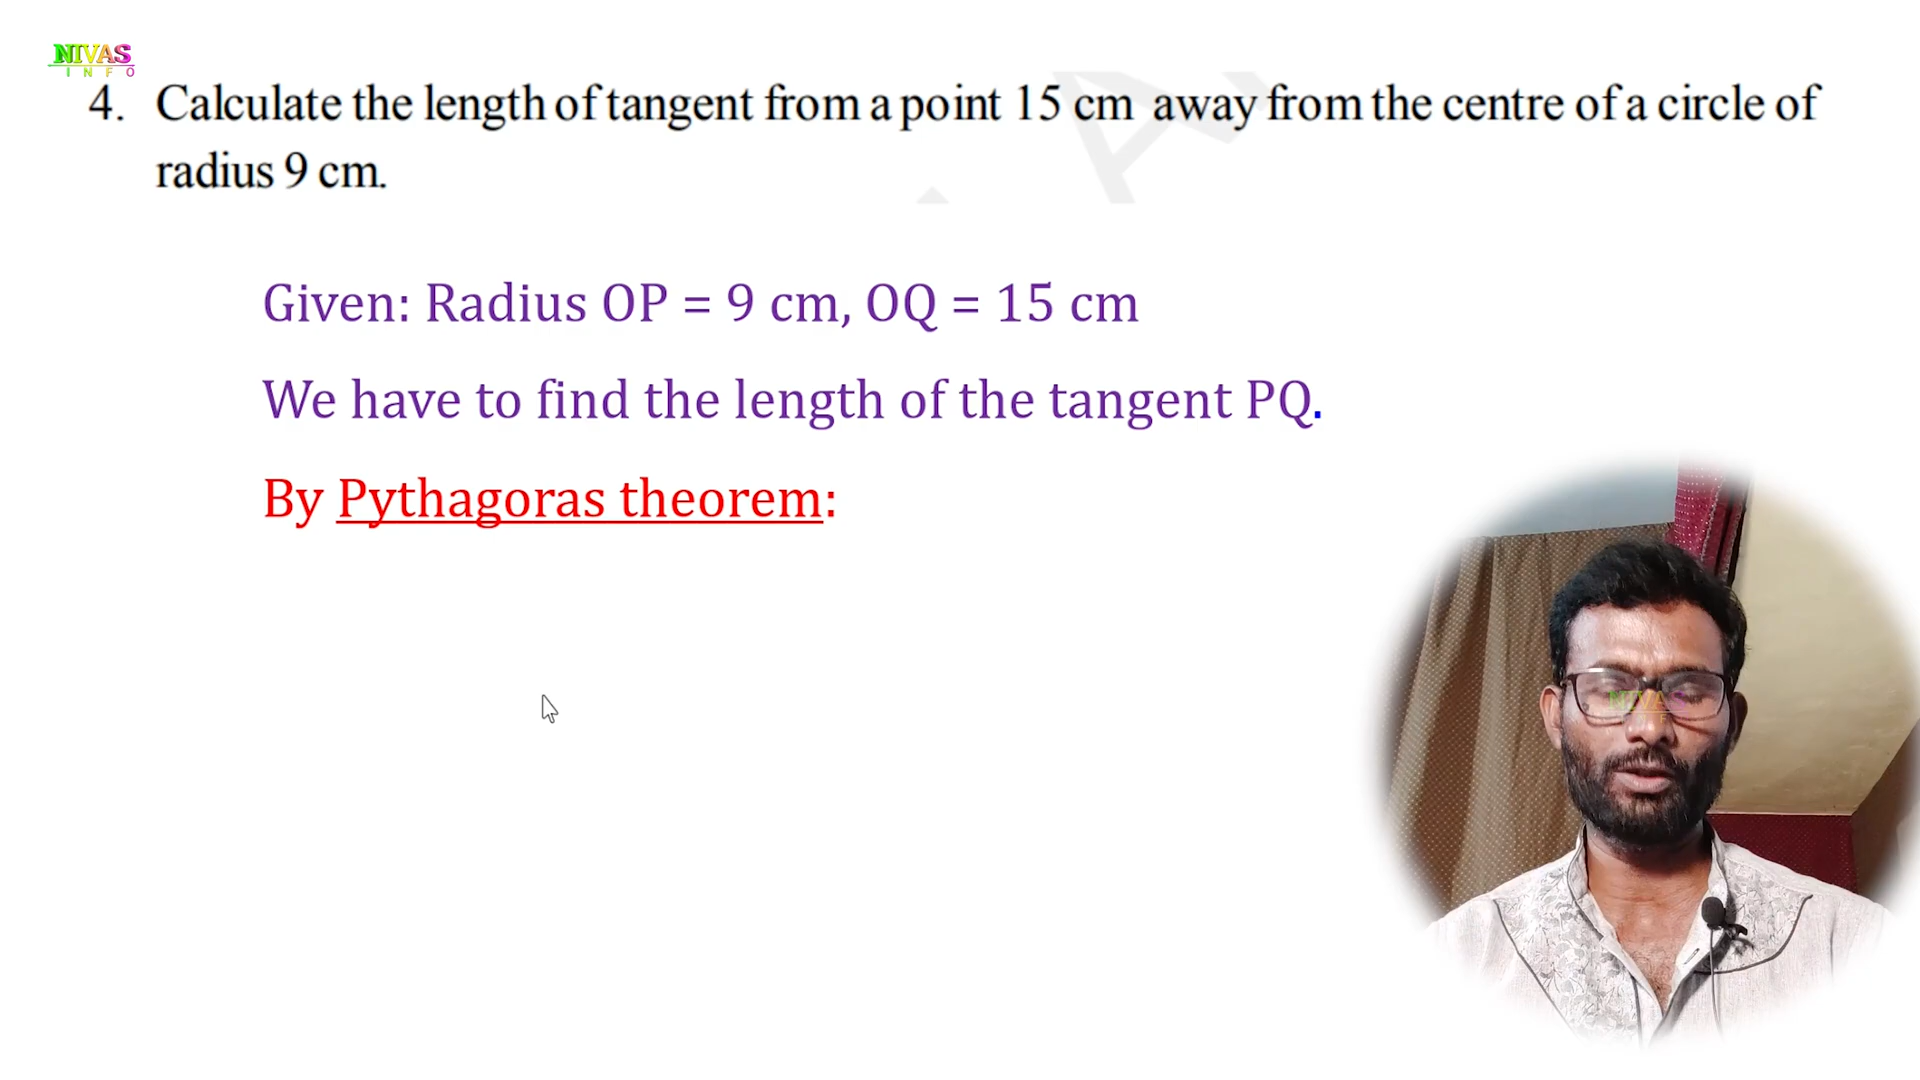 NIVAS
INFO
4. Calculate the length of tangent from a point 15 cm away from the centre of a circle of
radius 9 cm.
Given: Radius OP = 9 cm, OQ = 15 cm
We have to find the length of the tangent PQ.
By Pythagoras theorem: